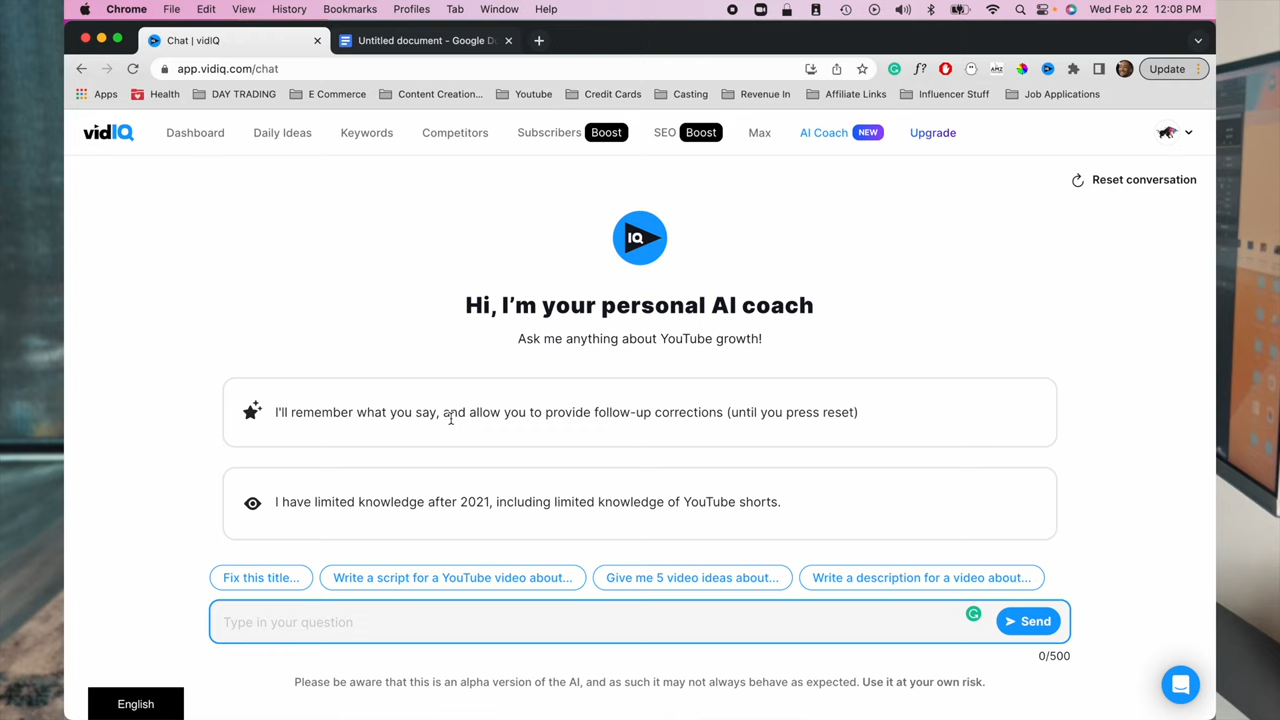 Chrome File Edit View History Bookmarks Profiles Tab Window Help Wed Feb 22 12:08 PM
Chat | vidIQ Untitled document - Google Do
app.vidiq.com/chat Update
Apps Health DAY TRADING E Commerce Content Creation... Youtube Credit Cards Casting Revenue In Affiliate Links Influencer Stuff Job Applications
vidIQ Dashboard Daily Ideas Keywords Competitors Subscribers Boost SEO Boost Max AI Coach NEW Upgrade
Reset conversation
IQ
Hi, I’m your personal AI coach
Ask me anything about YouTube growth!
I'll remember what you say, and allow you to provide follow-up corrections (until you press reset)
I have limited knowledge after 2021, including limited knowledge of YouTube shorts.
Fix this title... Write a script for a YouTube video about... Give me 5 video ideas about... Write a description for a video about...
Type in your question Send
0/500
Please be aware that this is an alpha version of the AI, and as such it may not always behave as expected. Use it at your own risk.
English